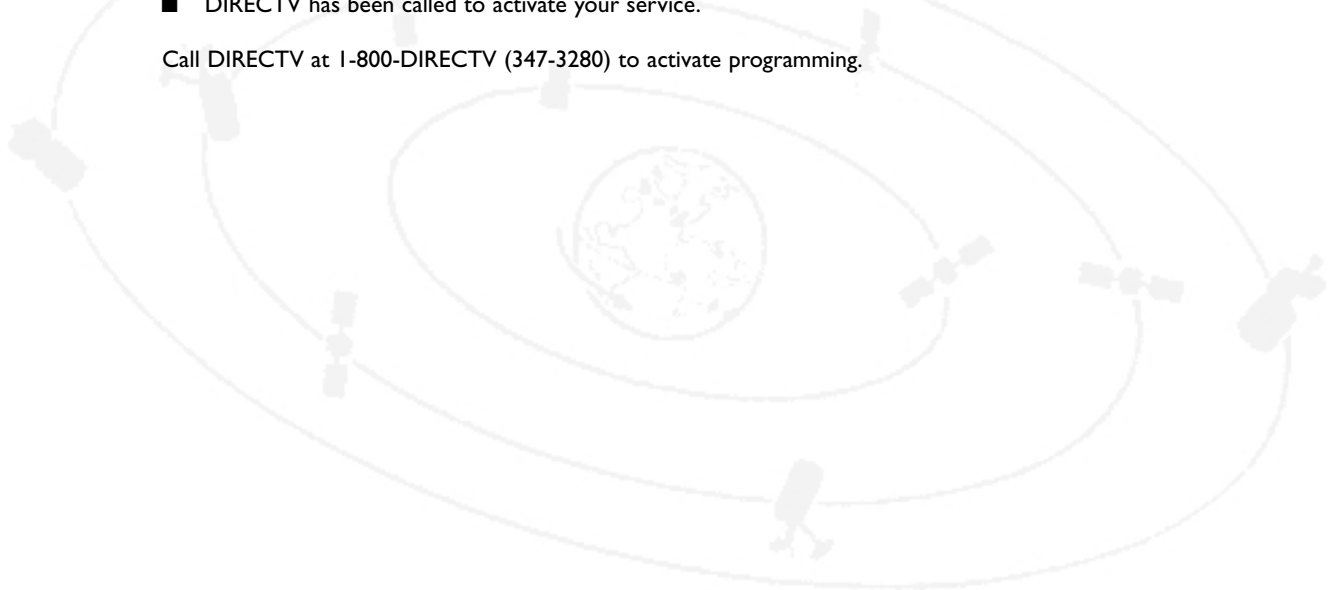 ■ DIRECTV has been called to activate your service.
Call DIRECTV at 1-800-DIRECTV (347-3280) to activate programming.